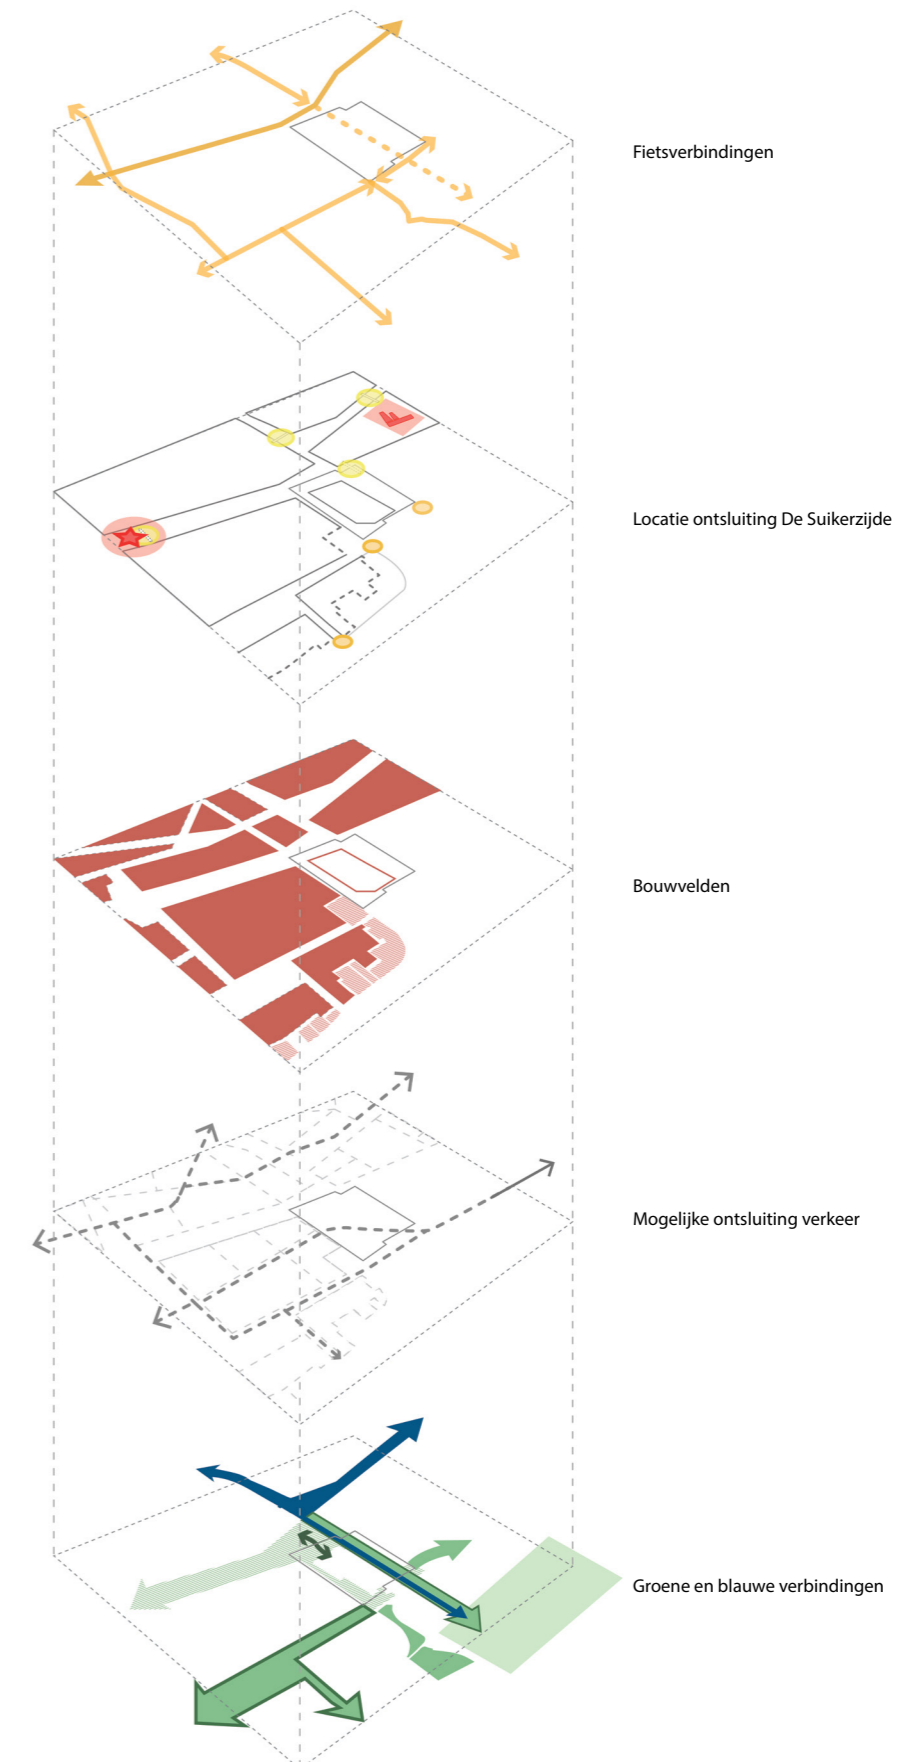 Fietsverbindingen
Locatie ontsluiting De Suikerzijde
Bouwvelden
Mogelijke ontsluiting verkeer
Groene en blauwe verbindingen